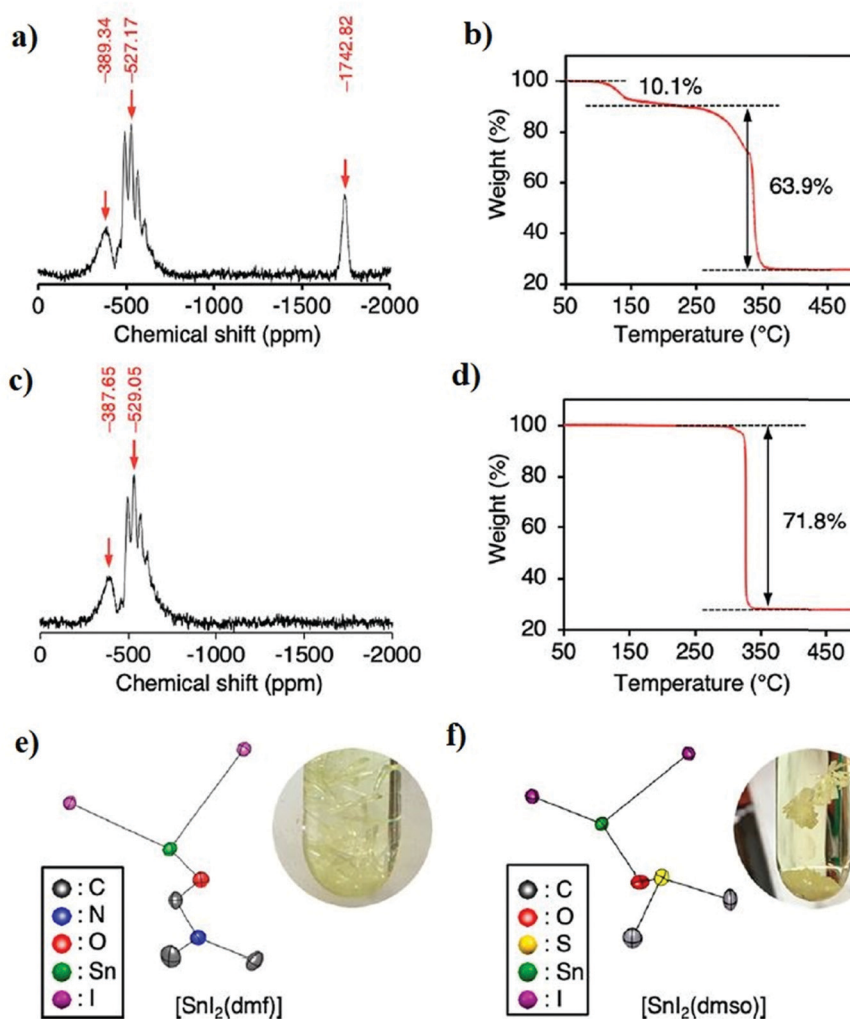 a)
−389.34
−527.17
−1742.82
0
-500
-1000
-1500
-2000
Chemical shift (ppm)
b)
Weight (%)
100
80
60
40
20
10.1%
63.9%
50
150
250
350
450
Temperature (°C)
c)
−387.65
−529.05
0
-500
-1000
-1500
-2000
Chemical shift (ppm)
d)
Weight (%)
100
80
60
40
20
71.8%
50
150
250
350
450
Temperature (°C)
e)
: C
: N
: O
: Sn
: I
[SnI₂(dmf)]
f)
: C
: O
: S
: Sn
: I
[SnI₂(dmso)]